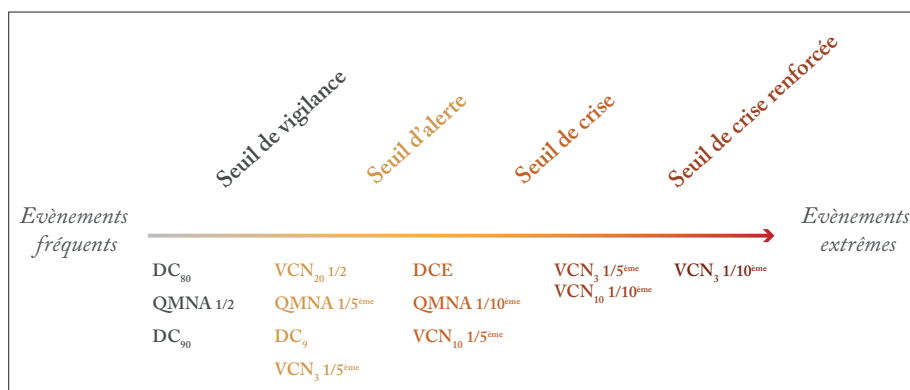 Seuil de vigilance
Seuil d'alerte
Seuil de crise
Seuil de crise renforcée
Evènements
fréquents
Evènements
extrêmes
DC₈₀
QMNA 1/2
DC₉₀
VCN₂₀ 1/2
QMNA 1/5ème
DC₉
VCN₃ 1/5ème
DCE
QMNA 1/10ème
VCN₁₀ 1/5ème
VCN₃ 1/5ème
VCN₁₀ 1/10ème
VCN₃ 1/10ème